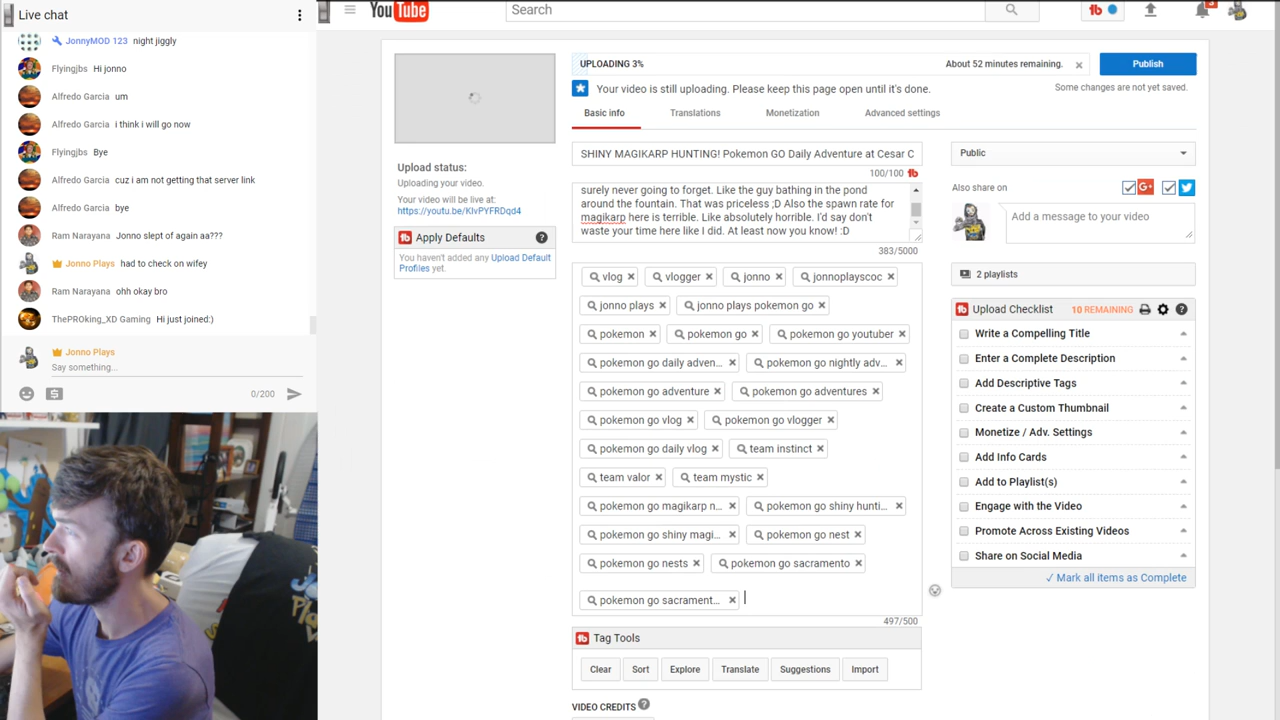 Live chat
JonnyMOD 123 night jiggly
Flyingjbs Hi jonno
Alfredo Garcia um
Alfredo Garcia i think i will go now
Flyingjbs Bye
Alfredo Garcia cuz i am not getting that server link
Alfredo Garcia bye
Ram Narayana Jonno slept of again aa???
Jonno Plays had to check on wifey
Ram Narayana ohh okay bro
ThePROking_XD Gaming Hi just joined:)
Jonno Plays
Say something...
0/200
YouTube
Search
tb
3
UPLOADING 3%
About 52 minutes remaining.
Publish
Your video is still uploading. Please keep this page open until it's done.
Some changes are not yet saved.
Basic info Translations Monetization Advanced settings
Upload status:
Uploading your video.
Your video will be live at:
https://youtu.be/KIvPYFRDqd4
tb Apply Defaults ?
You haven't added any Upload Default
Profiles yet.
SHINY MAGIKARP HUNTING! Pokemon GO Daily Adventure at Cesar C
100/100 tb
surely never going to forget. Like the guy bathing in the pond
around the fountain. That was priceless ;D Also the spawn rate for
magikarp here is terrible. Like absolutely horrible. I'd say don't
waste your time here like I did. At least now you know! :D
383/5000
vlog × vlogger × jonno × jonnoplayscoc ×
jonno plays × jonno plays pokemon go ×
pokemon × pokemon go × pokemon go youtuber ×
pokemon go daily adven... × pokemon go nightly adv... ×
pokemon go adventure × pokemon go adventures ×
pokemon go vlog × pokemon go vlogger ×
pokemon go daily vlog × team instinct ×
team valor × team mystic ×
pokemon go magikarp n... × pokemon go shiny hunti... ×
pokemon go shiny magi... × pokemon go nest ×
pokemon go nests × pokemon go sacramento ×
pokemon go sacrament... ×
497/500
tb Tag Tools
Clear Sort Explore Translate Suggestions Import
VIDEO CREDITS ?
Public
Also share on
G+
Add a message to your video
2 playlists
tb Upload Checklist 10 REMAINING ?
Write a Compelling Title
Enter a Complete Description
Add Descriptive Tags
Create a Custom Thumbnail
Monetize / Adv. Settings
Add Info Cards
Add to Playlist(s)
Engage with the Video
Promote Across Existing Videos
Share on Social Media
✓ Mark all items as Complete